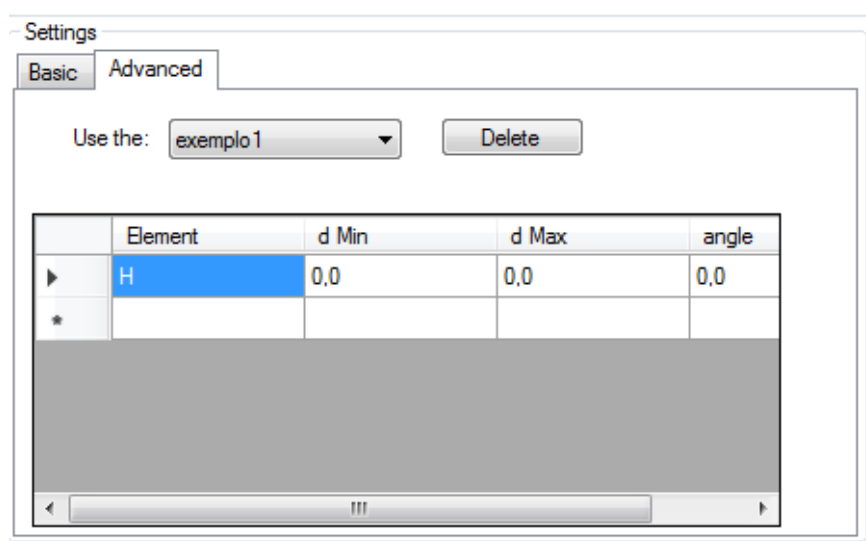 Settings
Basic Advanced
Use the: exemplo1 Delete
Element d Min d Max angle
H 0,0 0,0 0,0